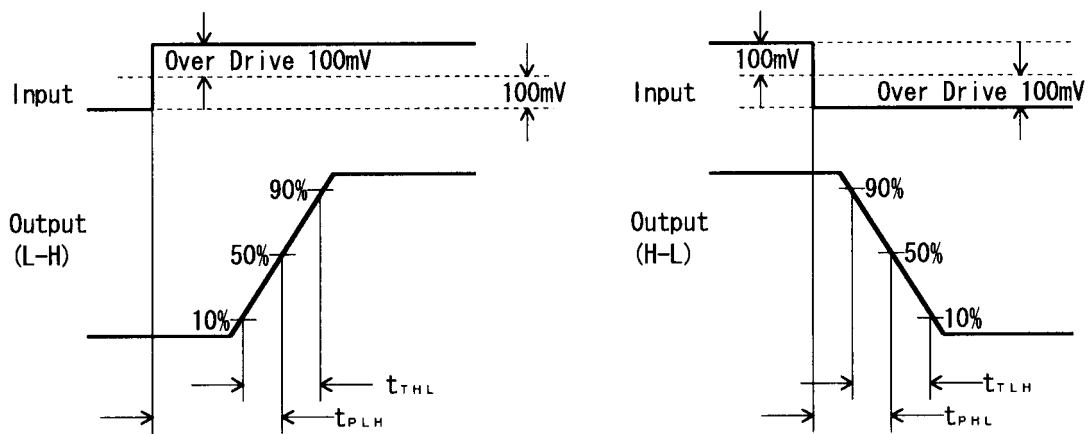 Over Drive 100mV
Input
100mV
90%
Output
(L-H)
50%
10%
tTHL
tPLH
100mV
Input
Over Drive 100mV
90%
Output
(H-L)
50%
10%
tTLH
tPHL